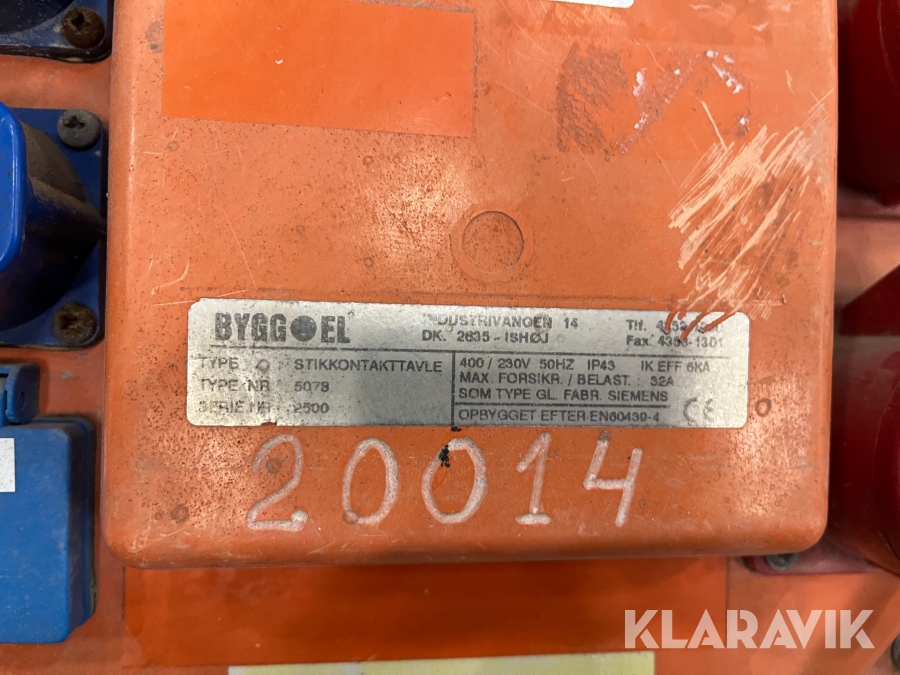 BYGG EL
INDUSTRIVANGEN 14
DK. 2635 - ISHØJ
Tlf.
Fax. 4353-1301
TYPE STIKKONTAKTTAVLE
TYPE NR 5078
SERIE NR 2500
400 / 230V 50HZ IP43 IK EFF 6KA
MAX. FORSIKR. / BELAST. : 32A
SOM TYPE GL. FABR. SIEMENS
OPBYGGET EFTER EN60439-4
CE
20014
KLARAVIK